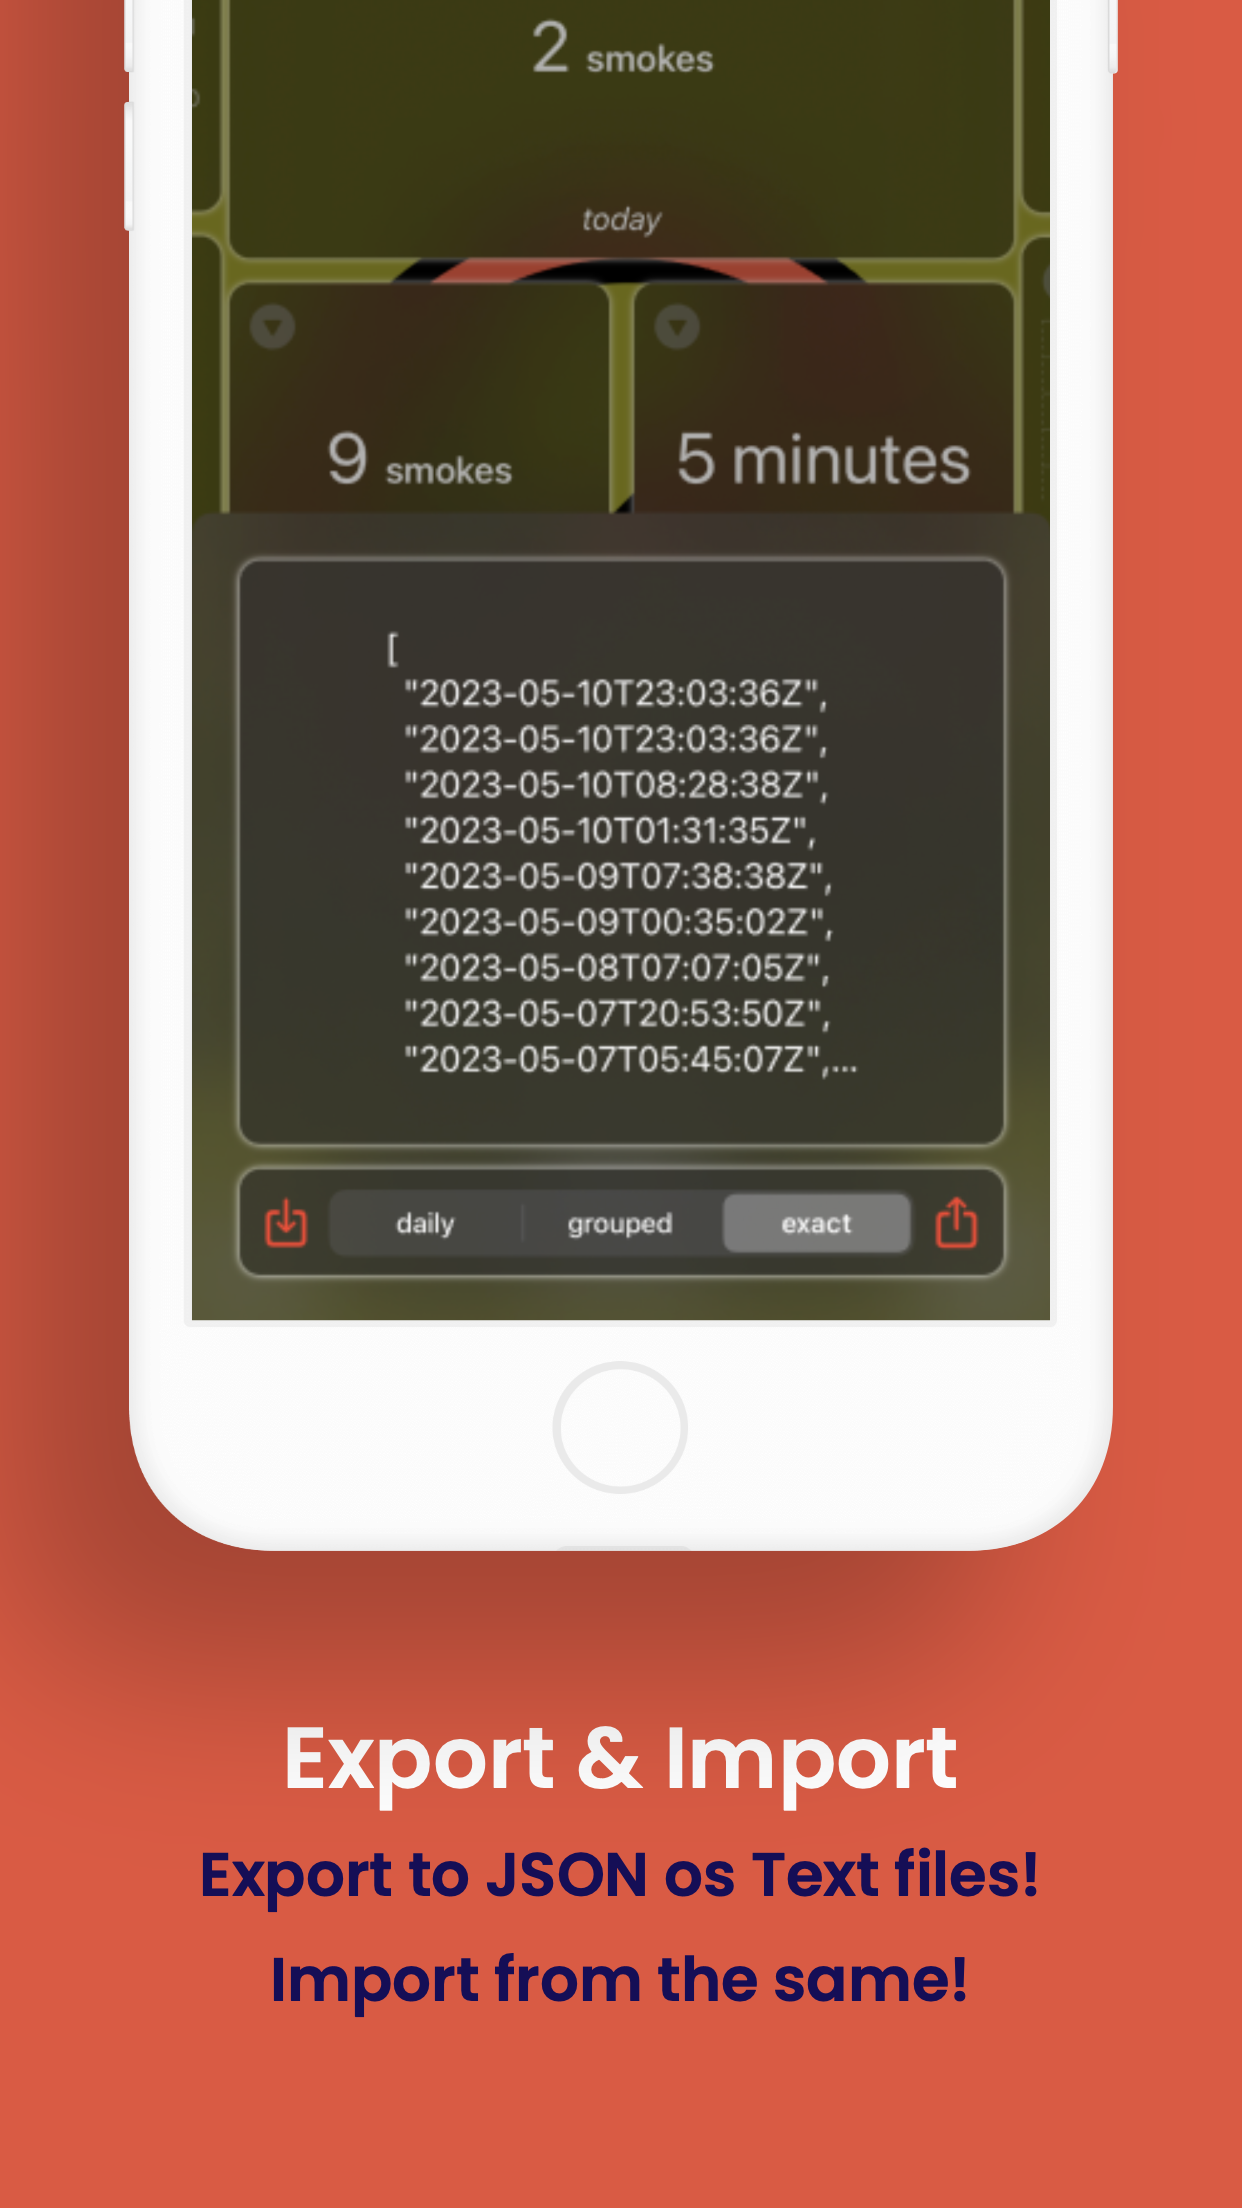 2 smokes
today
9 smokes
5 minutes
[
"2023-05-10T23:03:36Z",
"2023-05-10T23:03:36Z",
"2023-05-10T08:28:38Z",
"2023-05-10T01:31:35Z",
"2023-05-09T07:38:38Z",
"2023-05-09T00:35:02Z",
"2023-05-08T07:07:05Z",
"2023-05-07T20:53:50Z",
"2023-05-07T05:45:07Z",...
daily grouped exact
Export & Import
Export to JSON os Text files!
Import from the same!